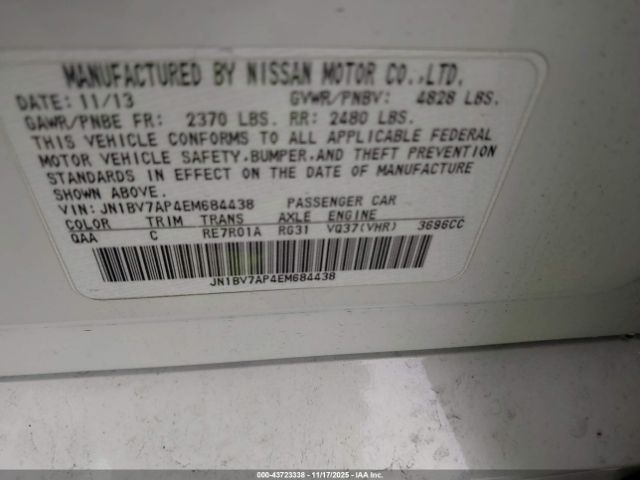 MANUFACTURED BY NISSAN MOTOR CO.,LTD.
DATE: 11/13 GVWR/PNBV: 4828 LBS.
GAWR/PNBE FR: 2370 LBS. RR: 2480 LBS.
THIS VEHICLE CONFORMS TO ALL APPLICABLE FEDERAL
MOTOR VEHICLE SAFETY,BUMPER,AND THEFT PREVENTION
STANDARDS IN EFFECT ON THE DATE OF MANUFACTURE
SHOWN ABOVE.
VIN: JN1BV7AP4EM684438 PASSENGER CAR
COLOR TRIM TRANS AXLE ENGINE
QAA C RE7R01A RG31 VQ37(VHR) 3696CC
JN1BV7AP4EM684438
000-43723338 - 11/17/2025 - IAA Inc.